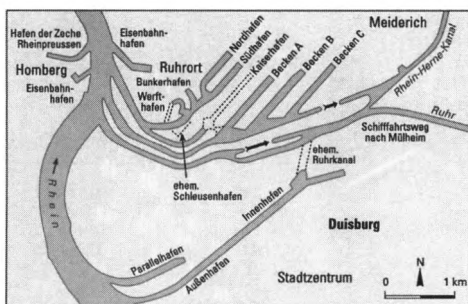 Hafen der Zeche
Rheinpreussen
Eisenbahn-
hafen
Homberg
Eisenbahn-
hafen
Ruhrort
Bunkerhafen
Werft-
hafen
Nordhafen
Südhafen
Kaiserhafen
Becken A
Becken B
Becken C
Meiderich
Rhein-Herne-Kanal
Ruhr
Schifffahrtsweg
nach Mülheim
ehem.
Schleusenhafen
ehem.
Ruhrkanal
Rhein
Innenhafen
Duisburg
Parallelhafen
Außenhafen
Stadtzentrum
N
0 1 km